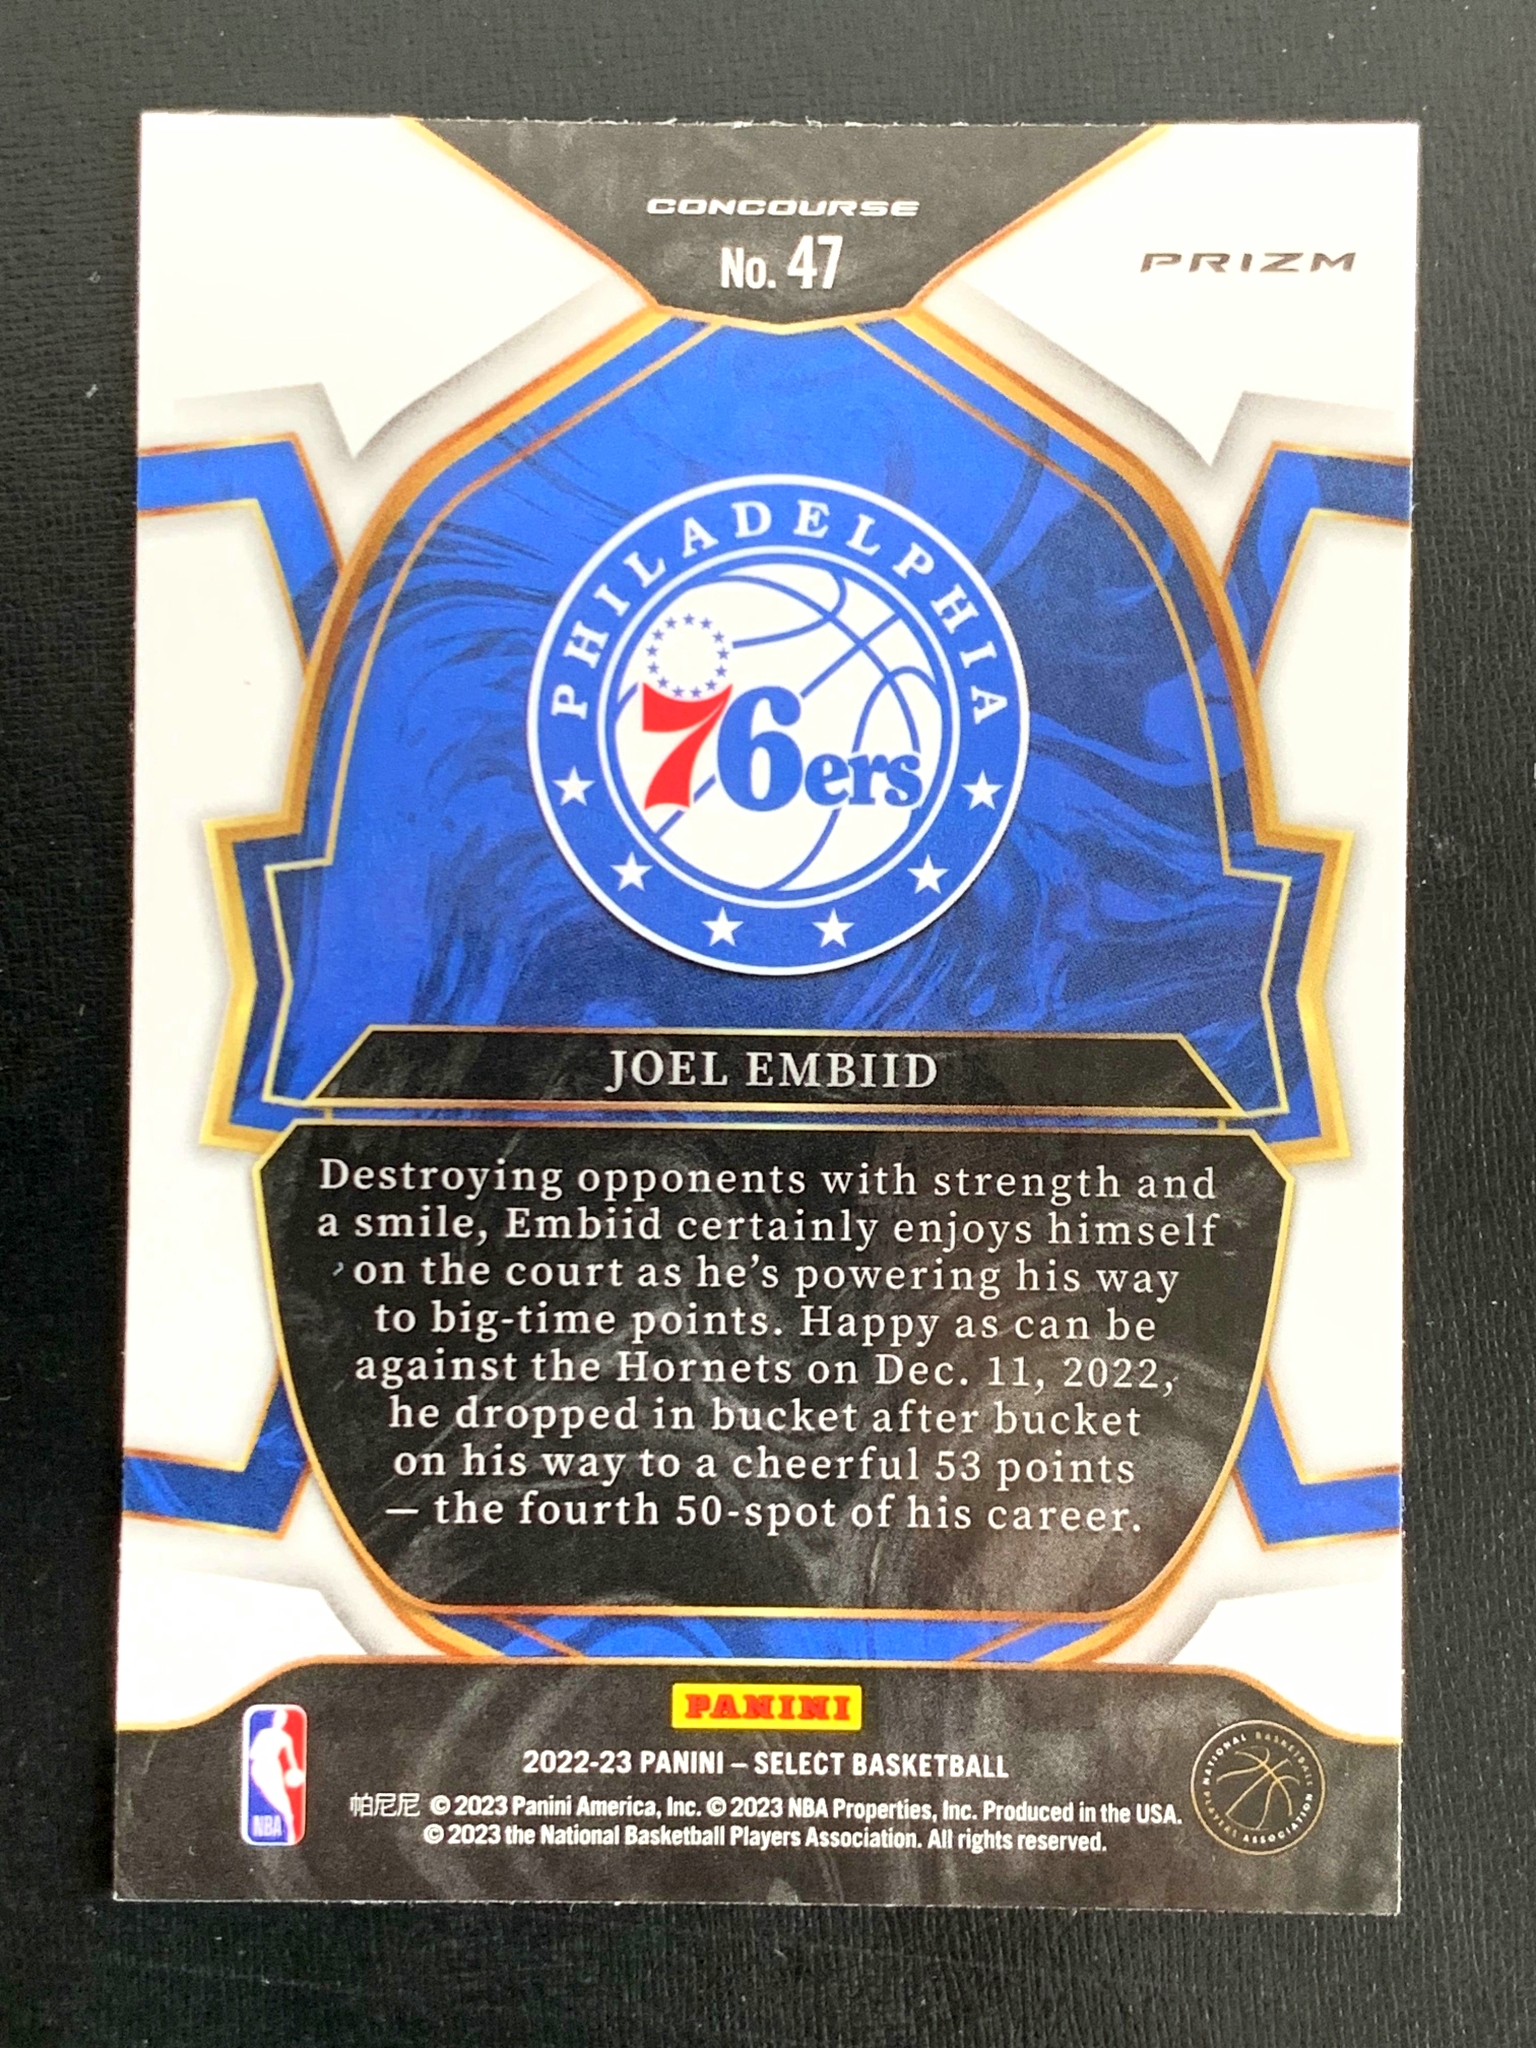 CONCOURSE
No. 47
PRIZM
PHILADELPHIA
76ers
JOEL EMBIID
Destroying opponents with strength and
a smile, Embiid certainly enjoys himself
on the court as he's powering his way
to big-time points. Happy as can be
against the Hornets on Dec. 11, 2022,
he dropped in bucket after bucket
on his way to a cheerful 53 points
— the fourth 50-spot of his career.
PANINI
2022-23 PANINI – SELECT BASKETBALL
帕尼尼 © 2023 Panini America, Inc. © 2023 NBA Properties, Inc. Produced in the USA.
© 2023 the National Basketball Players Association. All rights reserved.
NBA
NATIONAL BASKETBALL
PLAYERS ASSOCIATION